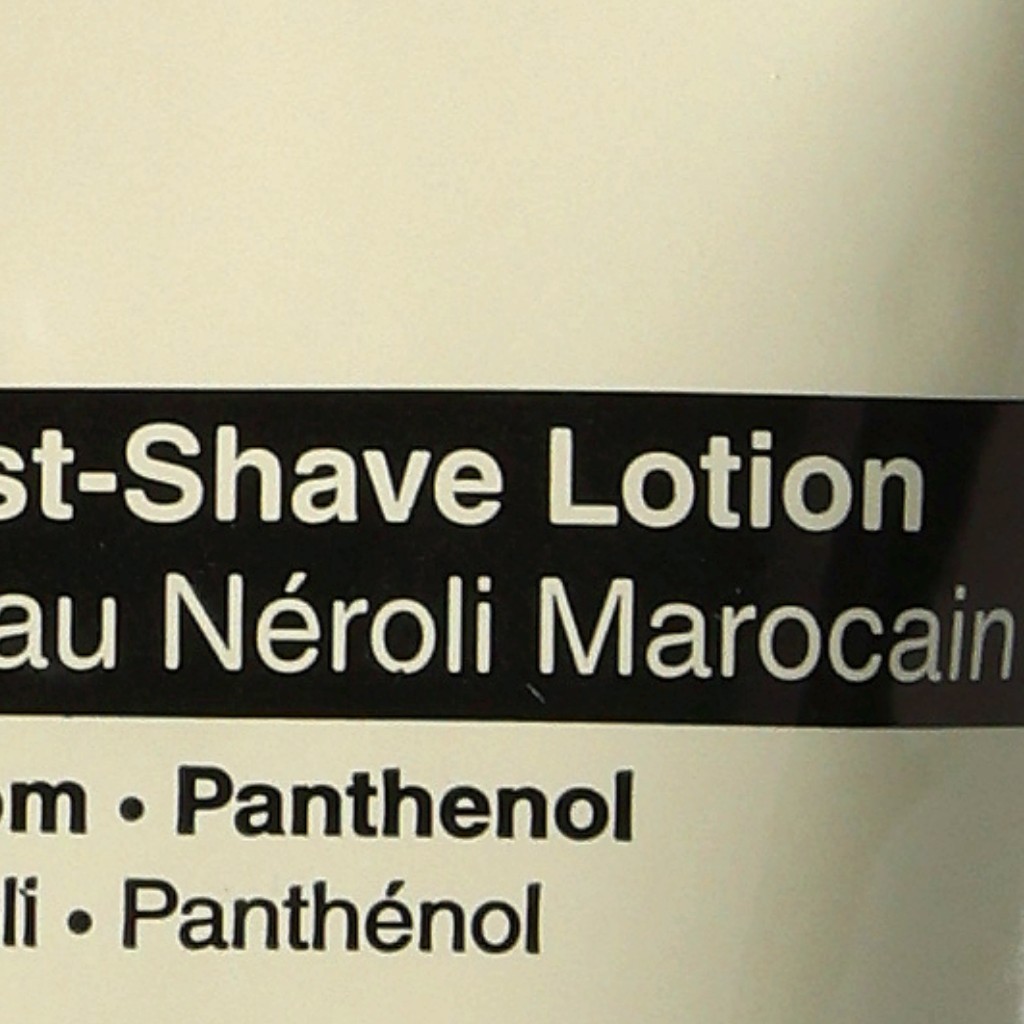 st-Shave Lotion
au Néroli Marocain
om • Panthenol
li • Panthénol